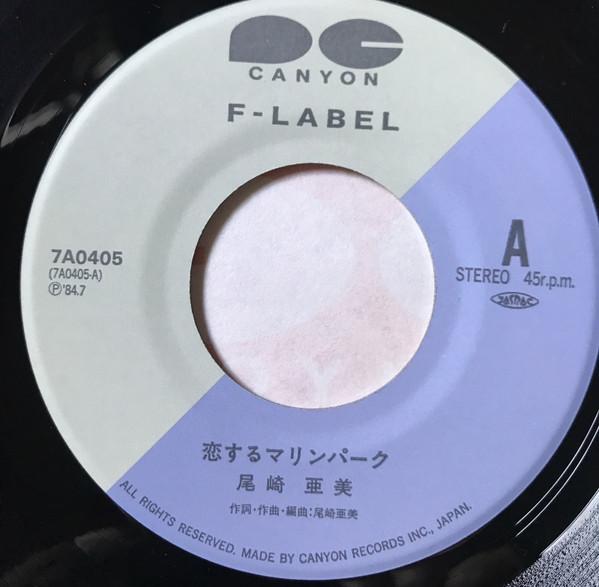 PC
CANYON
F-LABEL
7A0405
(7A0405-A)
Ⓟ'84.7
A
STEREO 45r.p.m.
JASRAC
恋するマリンパーク
尾崎 亜美
作詞・作曲・編曲:尾崎亜美
ALL RIGHTS RESERVED. MADE BY CANYON RECORDS INC., JAPAN.